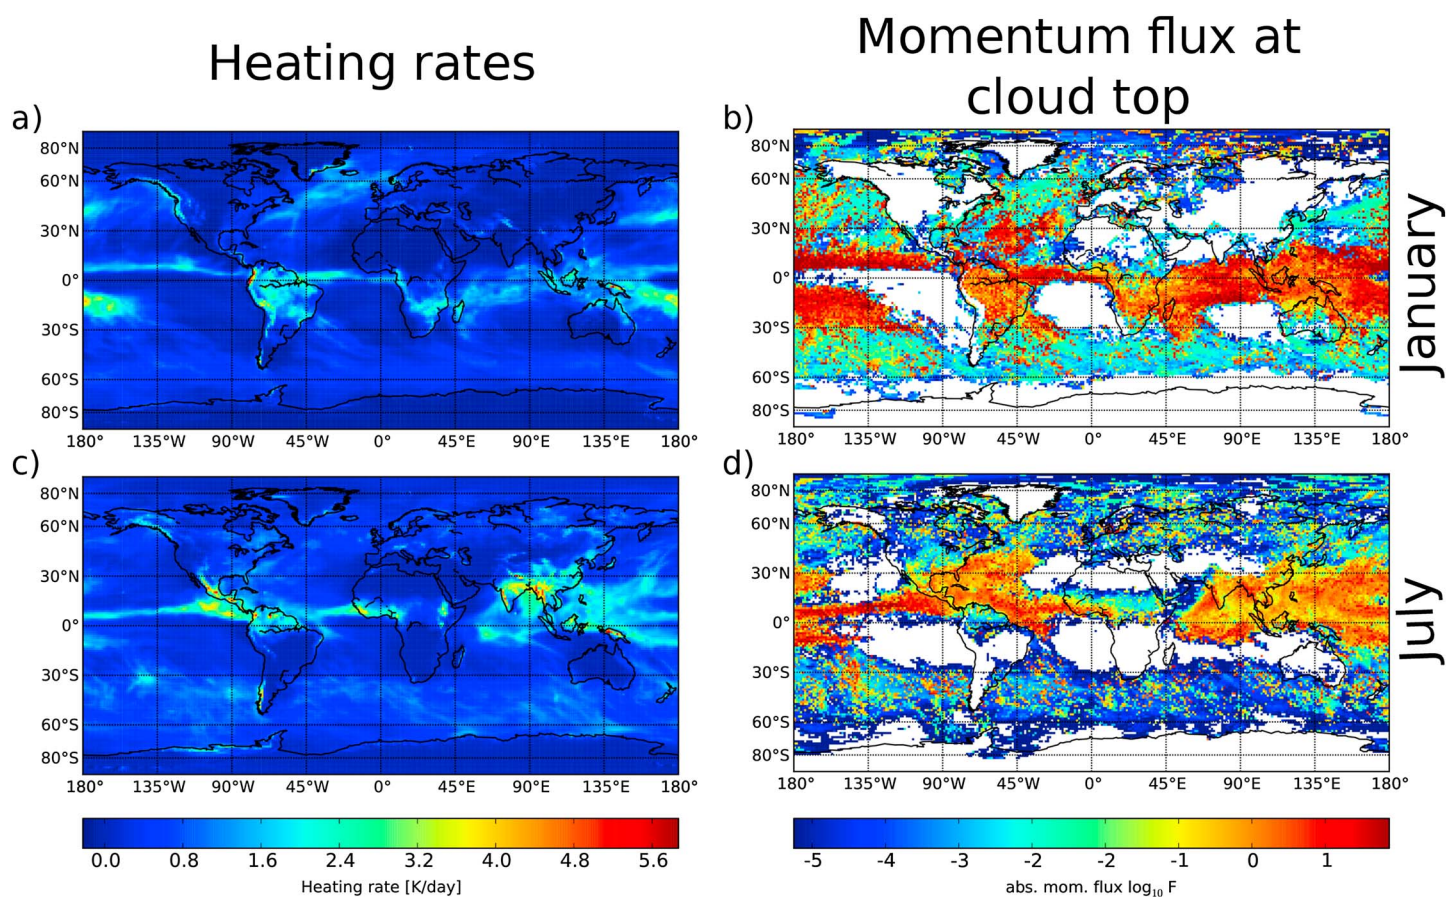 Heating rates
Momentum flux at
cloud top
a)
80°N
60°N
30°N
0°
30°S
60°S
80°S
180° 135°W 90°W 45°W 0° 45°E 90°E 135°E 180°
b)
80°N
60°N
30°N
0°
30°S
60°S
80°S
180° 135°W 90°W 45°W 0° 45°E 90°E 135°E 180°
January
c)
80°N
60°N
30°N
0°
30°S
60°S
80°S
180° 135°W 90°W 45°W 0° 45°E 90°E 135°E 180°
d)
80°N
60°N
30°N
0°
30°S
60°S
80°S
180° 135°W 90°W 45°W 0° 45°E 90°E 135°E 180°
July
0.0 0.8 1.6 2.4 3.2 4.0 4.8 5.6
Heating rate [K/day]
-5 -4 -3 -2 -1 0 1
abs. mom. flux log₁₀ F